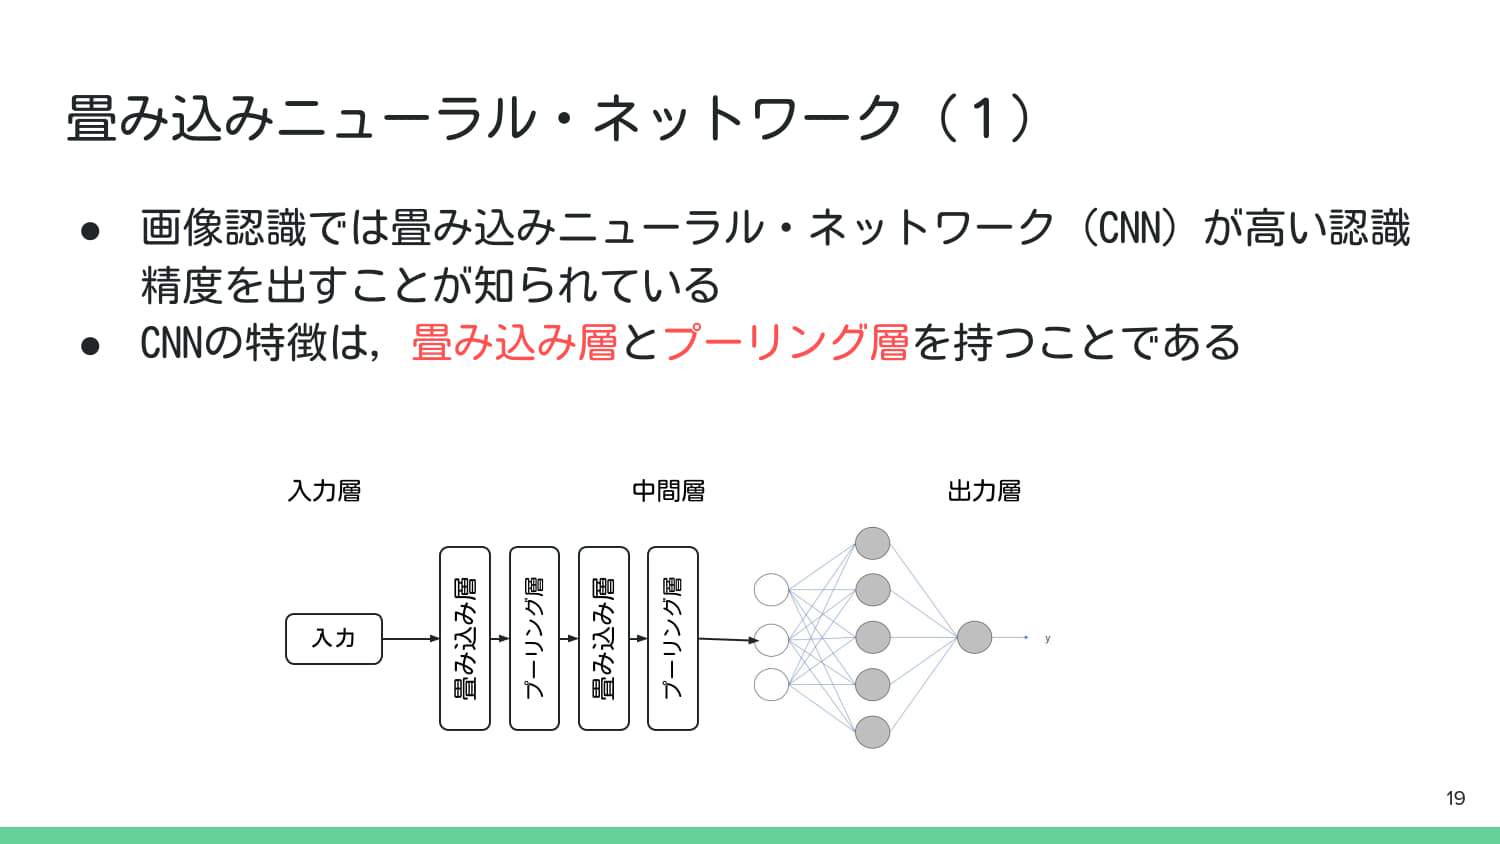 畳み込みニューラル・ネットワーク（１）
● 画像認識では畳み込みニューラル・ネットワーク（CNN）が高い認識
精度を出すことが知られている
● CNNの特徴は，畳み込み層とプーリング層を持つことである
入力層
中間層
出力層
入力
畳み込み層
プーリング層
畳み込み層
プーリング層
y
19